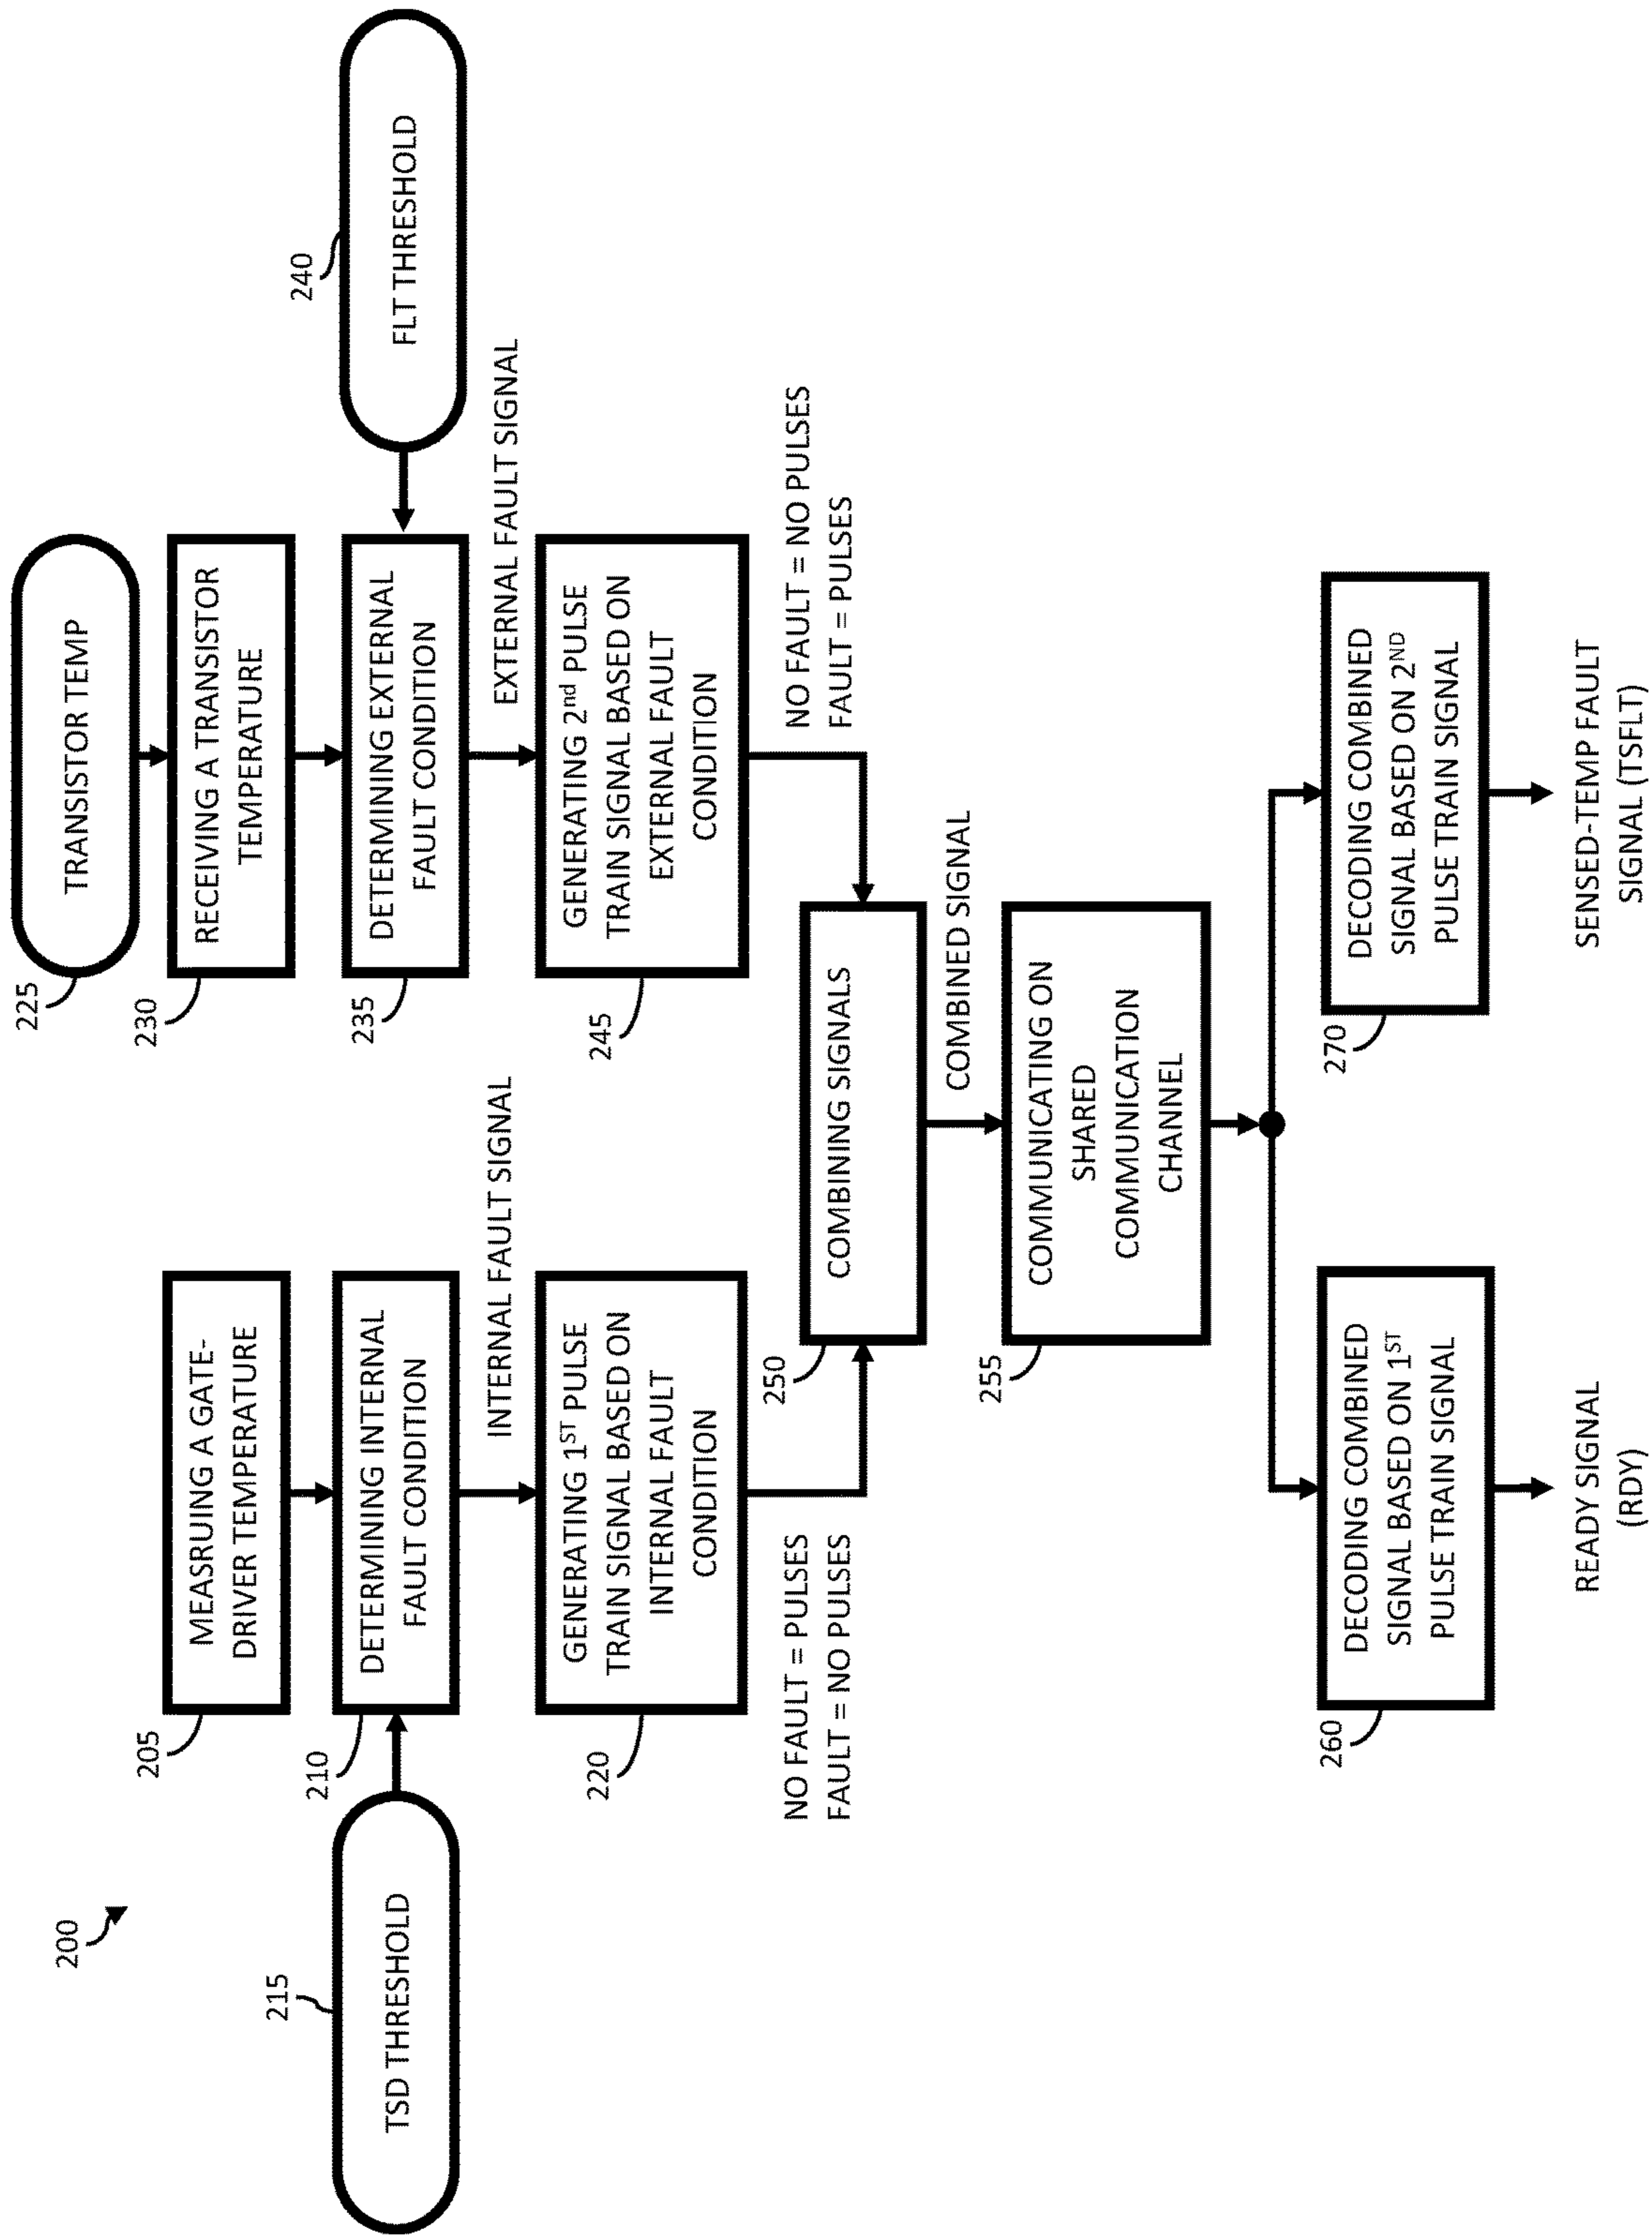 200
205
MEASRUING A GATE-
DRIVER TEMPERATURE
215
TSD THRESHOLD
210
DETERMINING INTERNAL
FAULT CONDITION
INTERNAL FAULT SIGNAL
220
GENERATING 1ST PULSE
TRAIN SIGNAL BASED ON
INTERNAL FAULT
CONDITION
NO FAULT = PULSES
FAULT = NO PULSES
225
TRANSISTOR TEMP
230
RECEIVING A TRANSISTOR
TEMPERATURE
235
DETERMINING EXTERNAL
FAULT CONDITION
240
FLT THRESHOLD
EXTERNAL FAULT SIGNAL
245
GENERATING 2nd PULSE
TRAIN SIGNAL BASED ON
EXTERNAL FAULT
CONDITION
NO FAULT = NO PULSES
FAULT = PULSES
250
COMBINING SIGNALS
COMBINED SIGNAL
255
COMMUNICATING ON
SHARED
COMMUNICATION
CHANNEL
260
DECODING COMBINED
SIGNAL BASED ON 1ST
PULSE TRAIN SIGNAL
READY SIGNAL
(RDY)
270
DECODING COMBINED
SIGNAL BASED ON 2ND
PULSE TRAIN SIGNAL
SENSED-TEMP FAULT
SIGNAL (TSFLT)